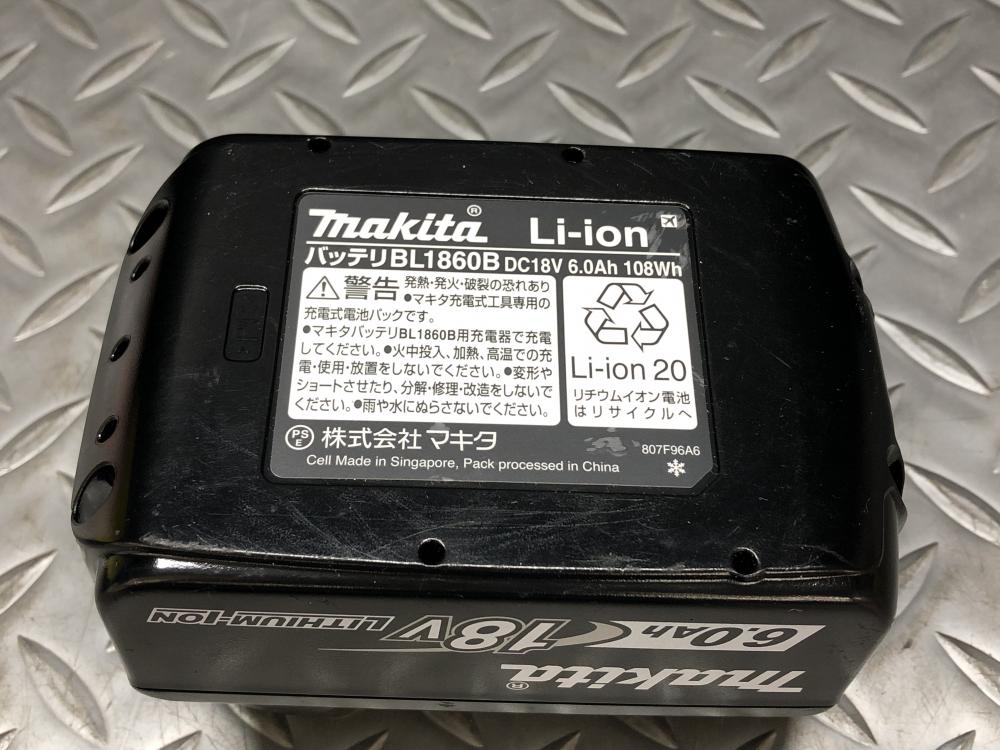 makita® Li-ion
バッテリBL1860B DC18V 6.0Ah 108Wh
警告 発熱・発火・破裂の恐れあり
●マキタ充電式工具専用の
充電式電池パックです。
●マキタバッテリBL1860B用充電器で充電
してください。●火中投入、加熱、高温での充
電・使用・放置をしないでください。●変形や
ショートさせたり、分解・修理・改造をしないで
ください。●雨や水にぬらさないでください。
Li-ion 20
リチウムイオン電池
はリサイクルへ
PSE 株式会社 マキタ
807F96A6
Cell Made in Singapore, Pack processed in China
makita®
6.0Ah 18V LITHIUM-ION